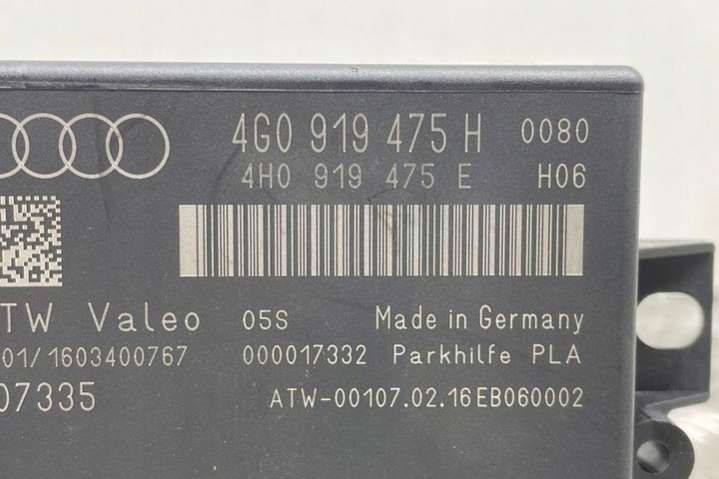 4G0 919 475 H 0080
4H0 919 475 E H06
TW Valeo 05S Made in Germany
01/1603400767 000017332 Parkhilfe PLA
07335 ATW-00107.02.16EB060002